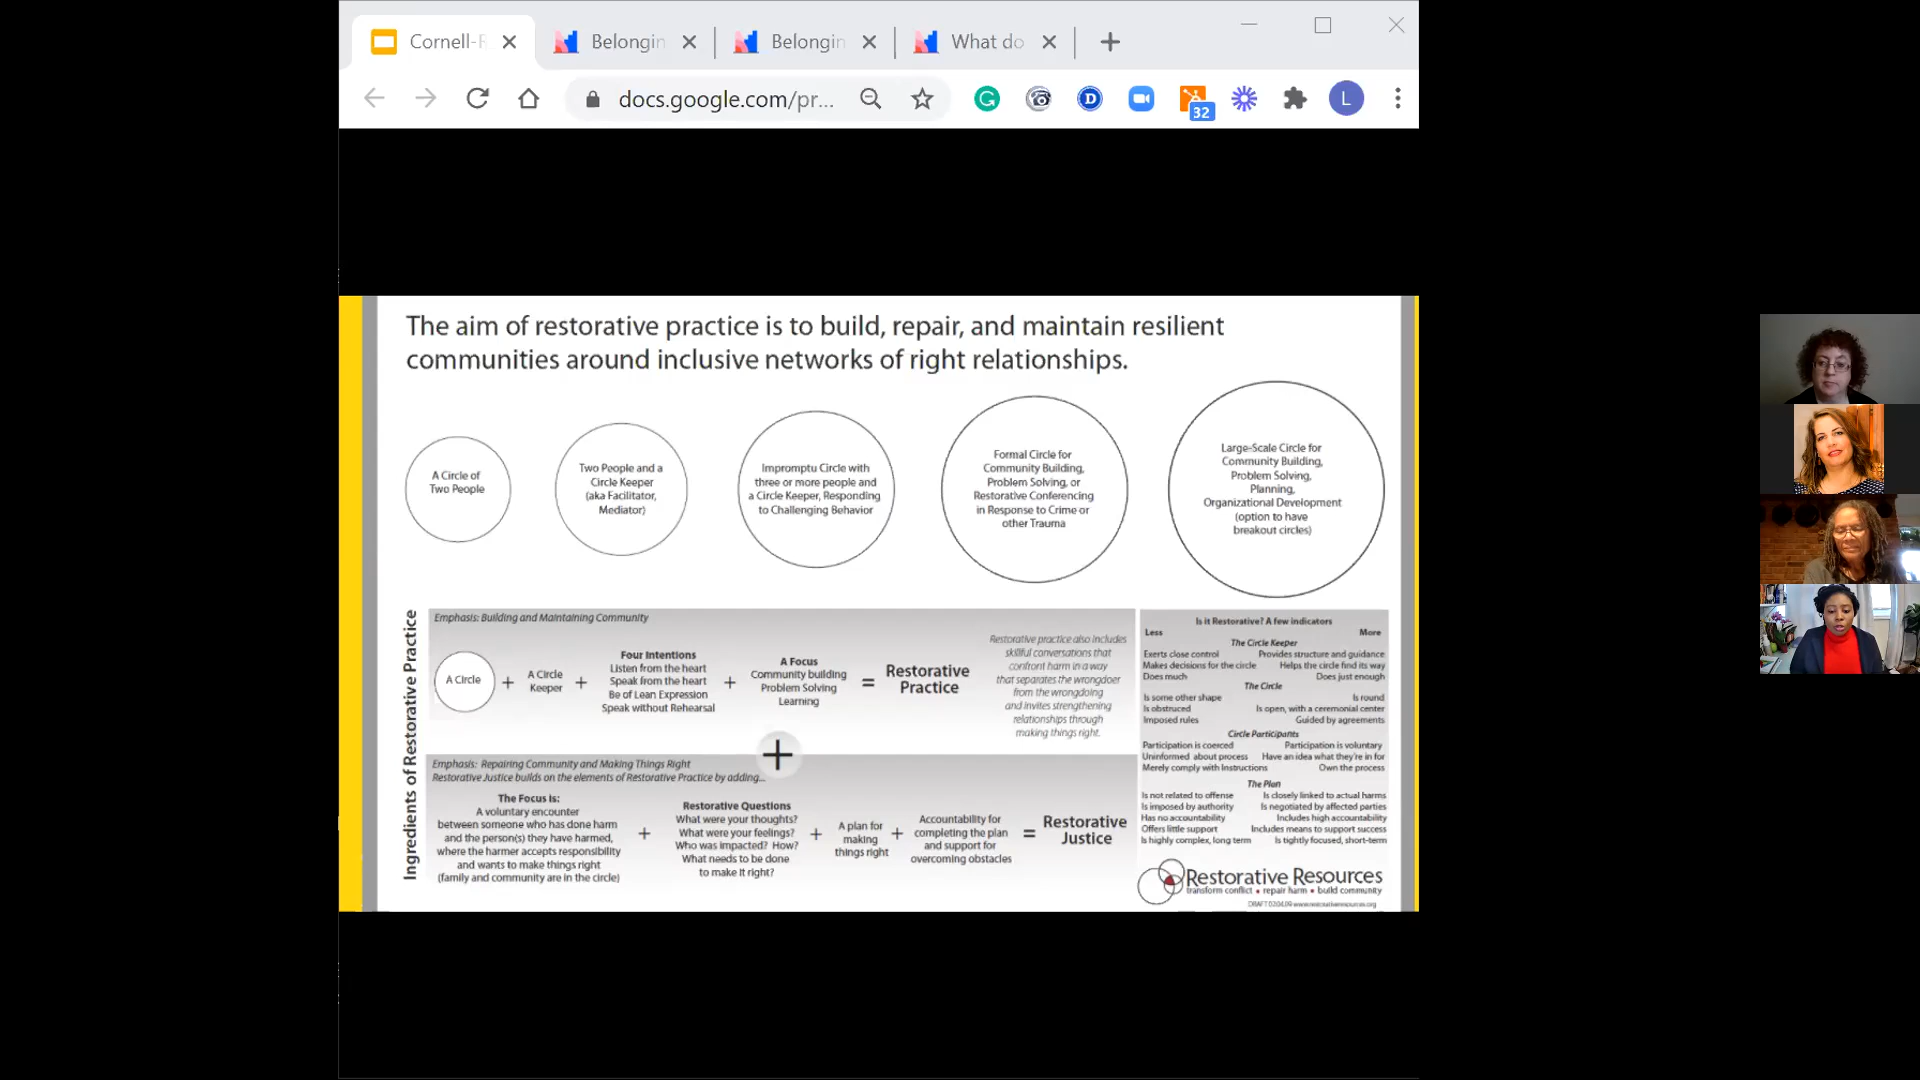 Cornell-R
Belongin
Belongin
What do
docs.google.com/pr...
32
L
The aim of restorative practice is to build, repair, and maintain resilient
communities around inclusive networks of right relationships.
A Circle of
Two People
Two People and a
Circle Keeper
(aka Facilitator,
Mediator)
Impromptu Circle with
three or more people and
a Circle Keeper, Responding
to Challenging Behavior
Formal Circle for
Community Building,
Problem Solving, or
Restorative Conferencing
in Response to Crime or
other Trauma
Large-Scale Circle for
Community Building,
Problem Solving,
Planning,
Organizational Development
(option to have
breakout circles)
Ingredients of Restorative Practice
Emphasis: Building and Maintaining Community
A Circle
+
A Circle
Keeper
+
Four Intentions
Listen from the heart
Speak from the heart
Be of Lean Expression
Speak without Rehearsal
+
A Focus
Community building
Problem Solving
Learning
=
Restorative
Practice
Restorative practice also includes
skillful conversations that
confront harm in a way
that separates the wrongdoer
from the wrongdoing
and invites strengthening
relationships through
making things right.
+
Emphasis: Repairing Community and Making Things Right
Restorative Justice builds on the elements of Restorative Practice by adding...
The Focus is:
A voluntary encounter
between someone who has done harm
and the person(s) they have harmed,
where the harmer accepts responsibility
and wants to make things right
(family and community are in the circle)
+
Restorative Questions
What were your thoughts?
What were your feelings?
Who was impacted? How?
What needs to be done
to make it right?
+
A plan for
making
things right
+
Accountability for
completing the plan
and support for
overcoming obstacles
=
Restorative
Justice
Is it Restorative? A few indicators
Less More
The Circle Keeper
Exerts close control Provides structure and guidance
Makes decisions for the circle Helps the circle find its way
Does much Does just enough
The Circle
Is some other shape Is round
Is obstruced Is open, with a ceremonial center
Imposed rules Guided by agreements
Circle Participants
Participation is coerced Participation is voluntary
Uninformed about process Have an idea what they're in for
Merely comply with Instructions Own the process
The Plan
Is not related to offense Is closely linked to actual harms
Is imposed by authority Is negotiated by affected parties
Has no accountability Includes high accountability
Offers little support Includes means to support success
Is highly complex, long term Is tightly focused, short-term
Restorative Resources
transform conflict • repair harm • build community
DRAFT 020409 www.restorativeresources.org